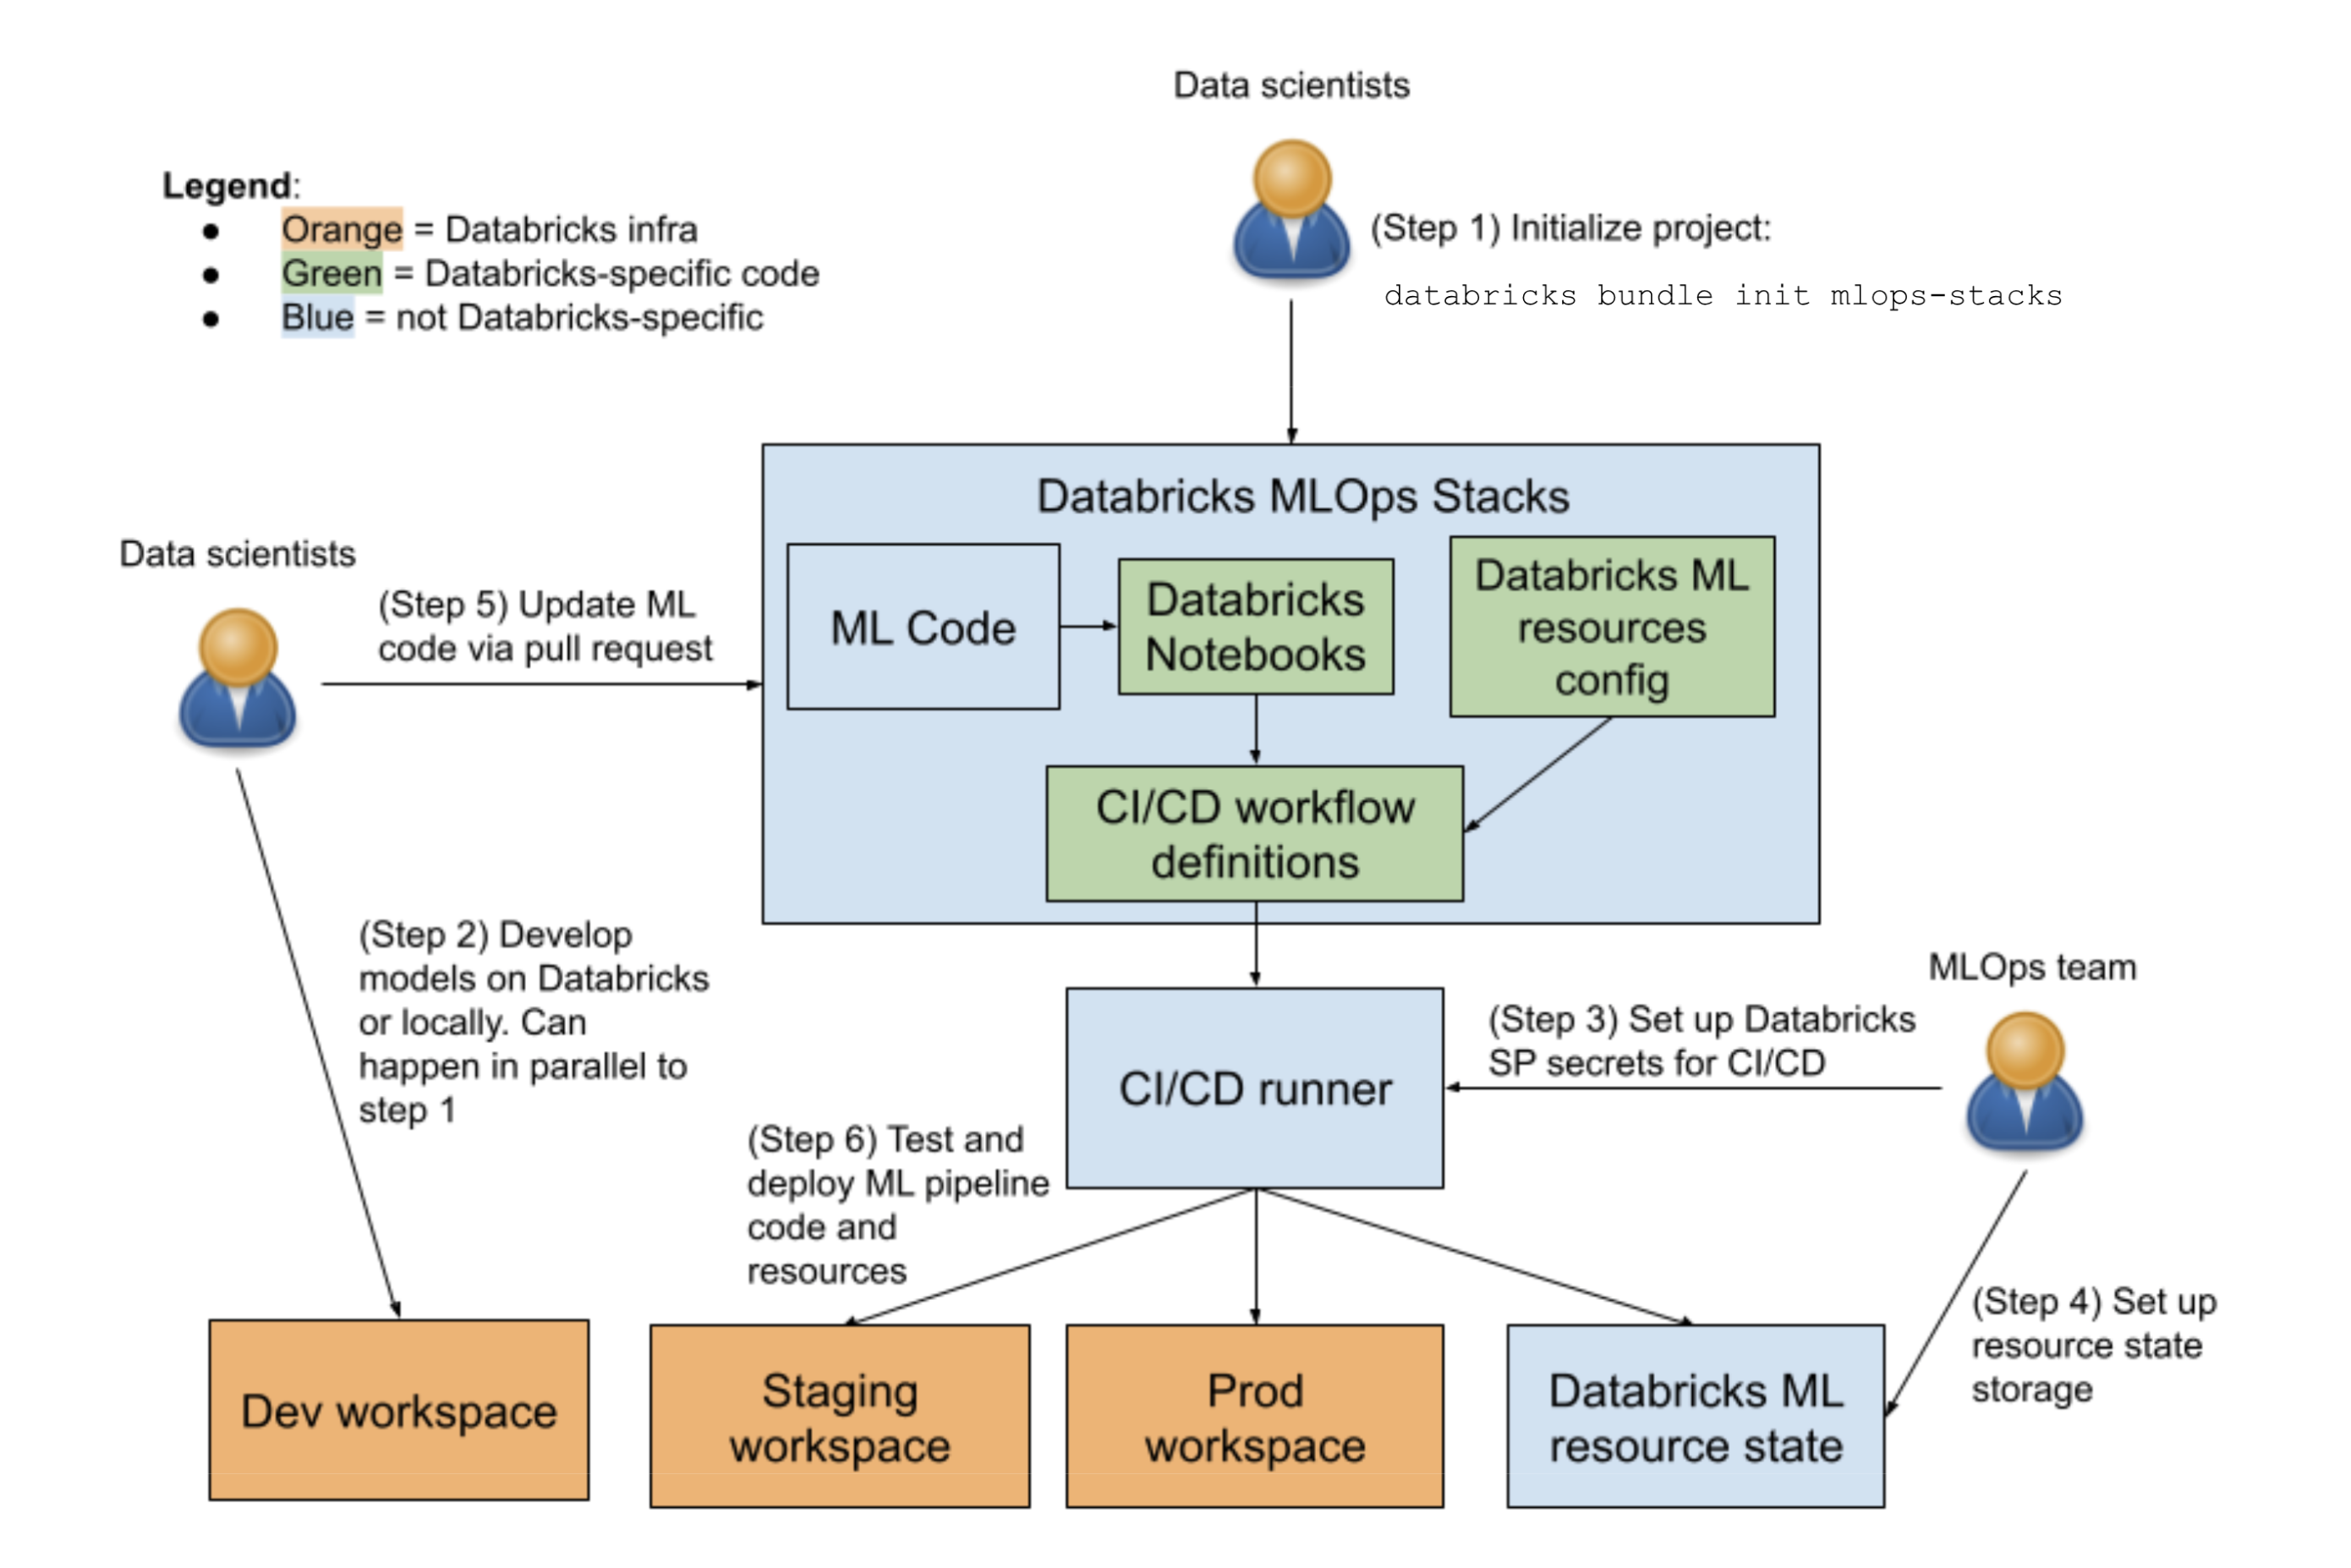 Data scientists
Legend:
● Orange = Databricks infra
● Green = Databricks-specific code
● Blue = not Databricks-specific
(Step 1) Initialize project:
databricks bundle init mlops-stacks
Databricks MLOps Stacks
Data scientists
(Step 5) Update ML
code via pull request
ML Code
Databricks
Notebooks
Databricks ML
resources
config
CI/CD workflow
definitions
(Step 2) Develop
models on Databricks
or locally. Can
happen in parallel to
step 1
MLOps team
(Step 3) Set up Databricks
SP secrets for CI/CD
CI/CD runner
(Step 6) Test and
deploy ML pipeline
code and
resources
(Step 4) Set up
resource state
storage
Dev workspace
Staging
workspace
Prod
workspace
Databricks ML
resource state